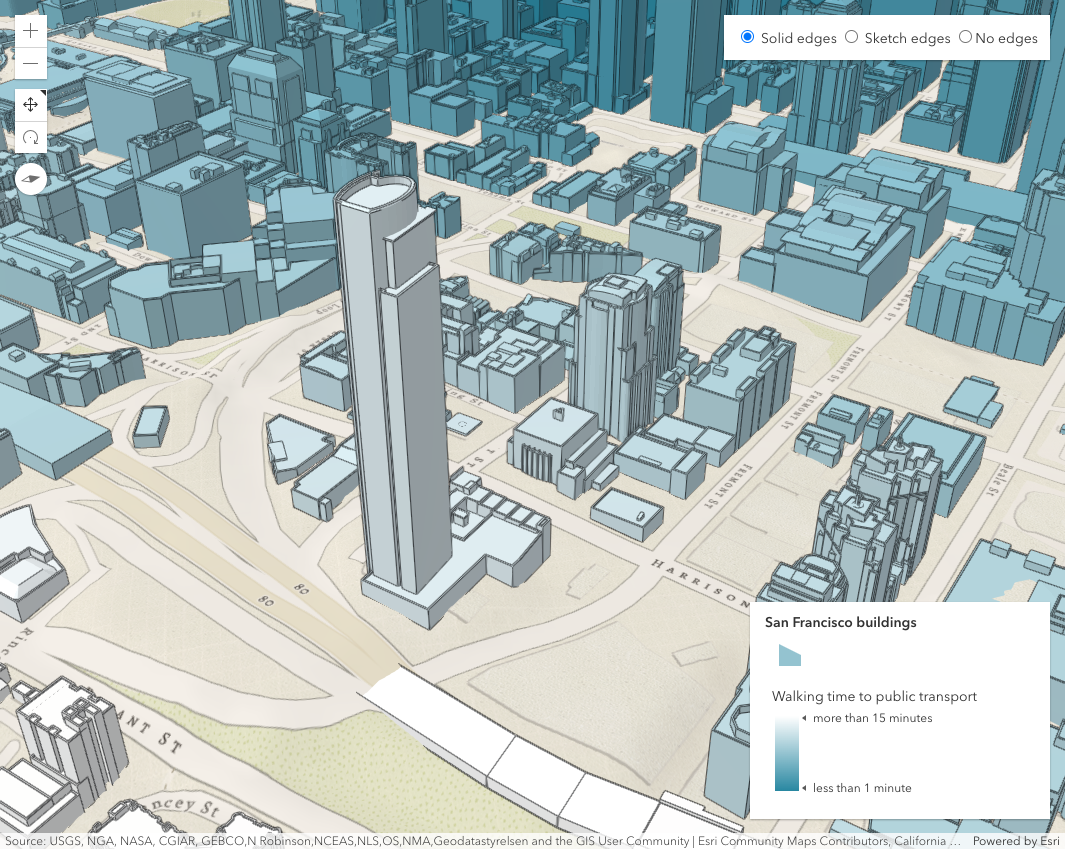 Solid edges Sketch edges No edges
HOWARD ST
FREMONT ST
FREMONT ST
FREMONT ST
Beale St
HARRISON
80
80
ANT ST
ncey St
San Francisco buildings
Walking time to public transport
more than 15 minutes
less than 1 minute
Source: USGS, NGA, NASA, CGIAR, GEBCO,N Robinson,NCEAS,NLS,OS,NMA,Geodatastyrelsen and the GIS User Community | Esri Community Maps Contributors, California … Powered by Esri